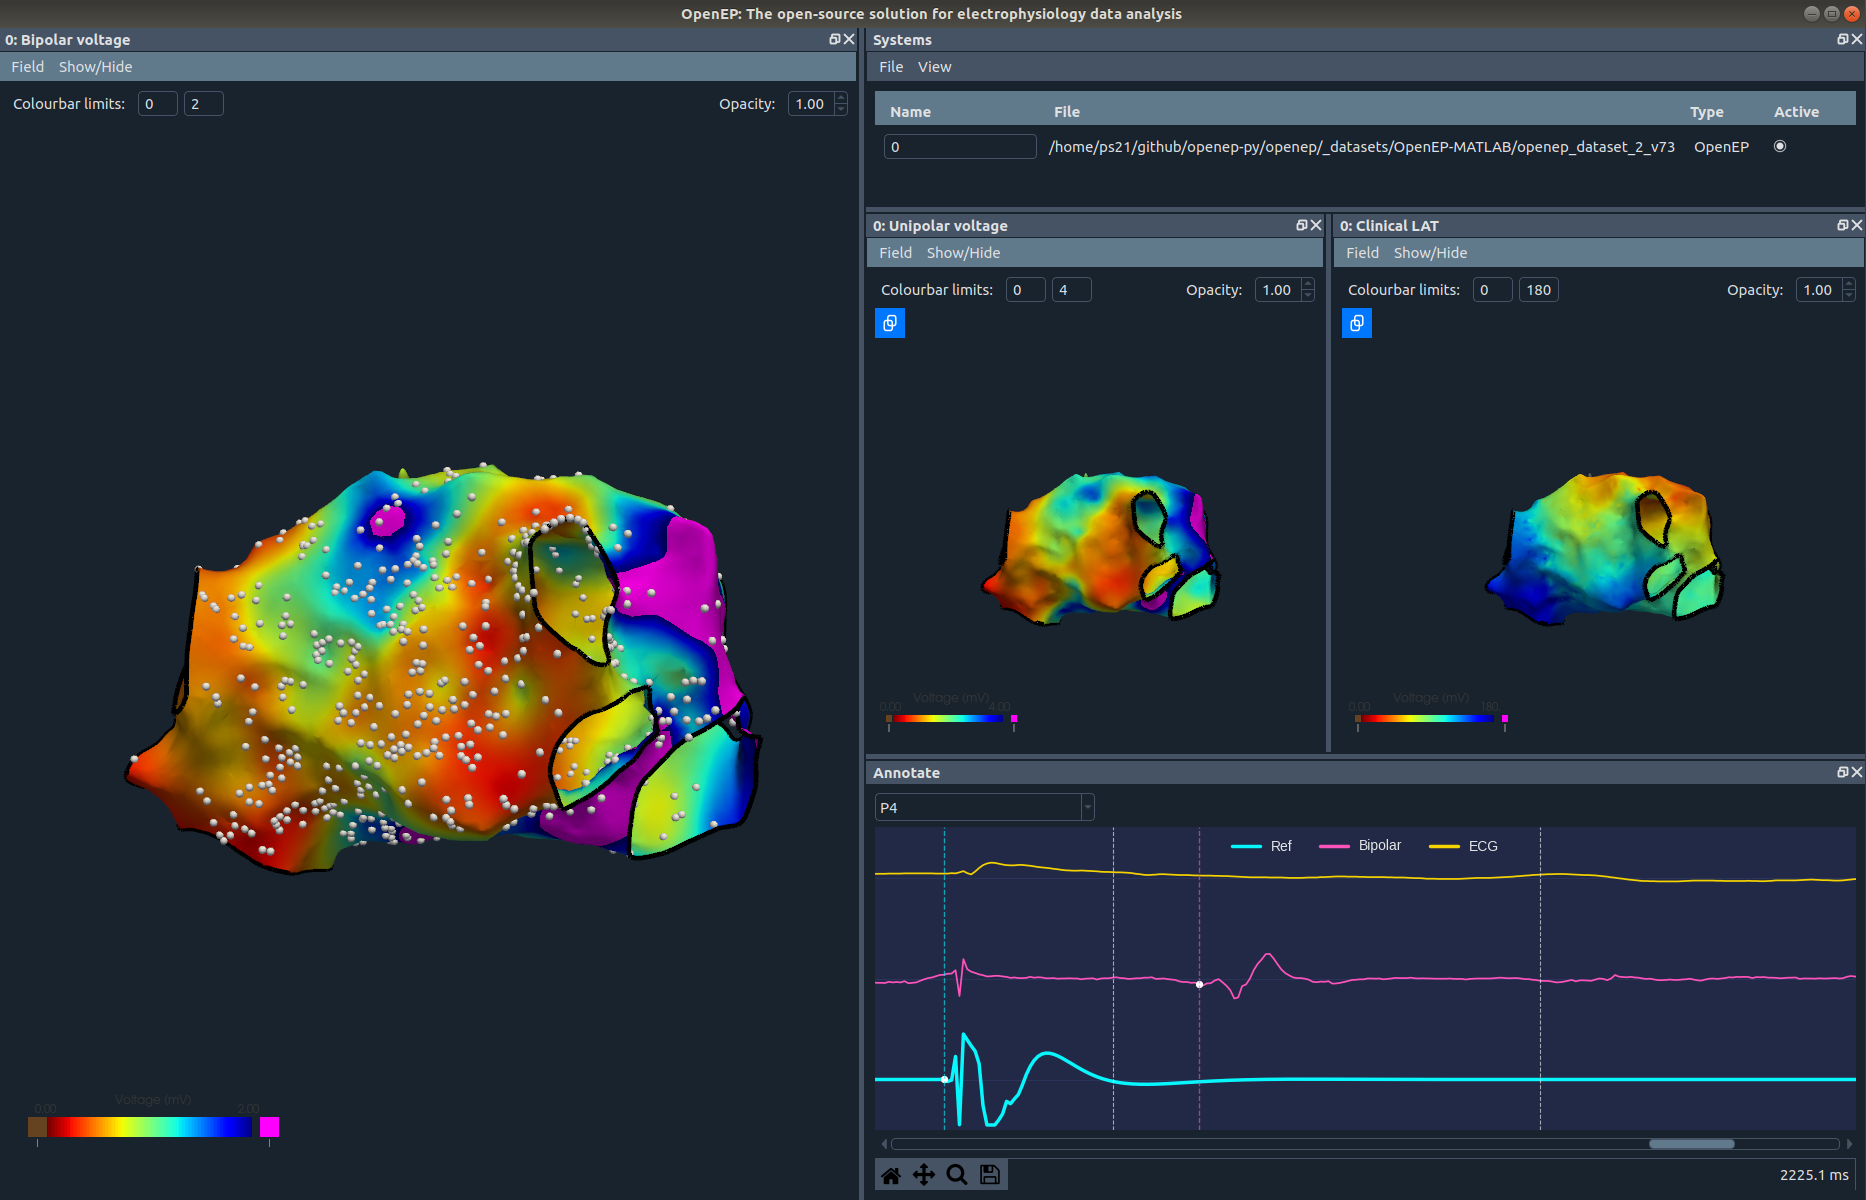 OpenEP: The open-source solution for electrophysiology data analysis
0: Bipolar voltage
Field Show/Hide
Colourbar limits: 0 2 Opacity: 1.00
Voltage (mV)
0.00 2.00
Systems
File View
Name File Type Active
0 /home/ps21/github/openep-py/openep/_datasets/OpenEP-MATLAB/openep_dataset_2_v73 OpenEP
0: Unipolar voltage
Field Show/Hide
Colourbar limits: 0 4 Opacity: 1.00
Voltage (mV)
0.00 4.00
0: Clinical LAT
Field Show/Hide
Colourbar limits: 0 180 Opacity: 1.00
Voltage (mV)
0.00 180.
Annotate
P4
Ref Bipolar ECG
2225.1 ms